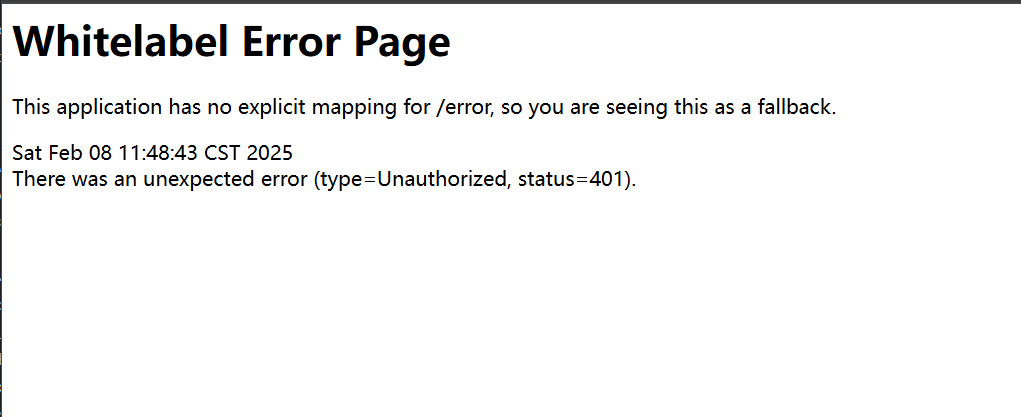 Whitelabel Error Page
This application has no explicit mapping for /error, so you are seeing this as a fallback.
Sat Feb 08 11:48:43 CST 2025
There was an unexpected error (type=Unauthorized, status=401).